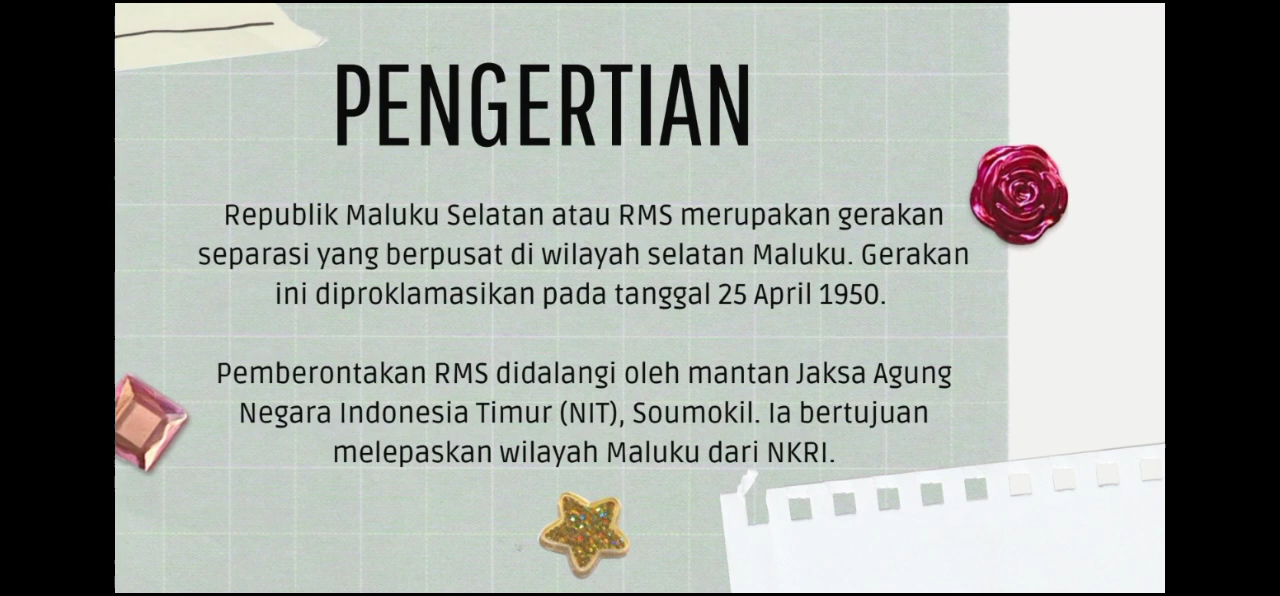 PENGERTIAN
Republik Maluku Selatan atau RMS merupakan gerakan
separasi yang berpusat di wilayah selatan Maluku. Gerakan
ini diproklamasikan pada tanggal 25 April 1950.
Pemberontakan RMS didalangi oleh mantan Jaksa Agung
Negara Indonesia Timur (NIT), Soumokil. Ia bertujuan
melepaskan wilayah Maluku dari NKRI.